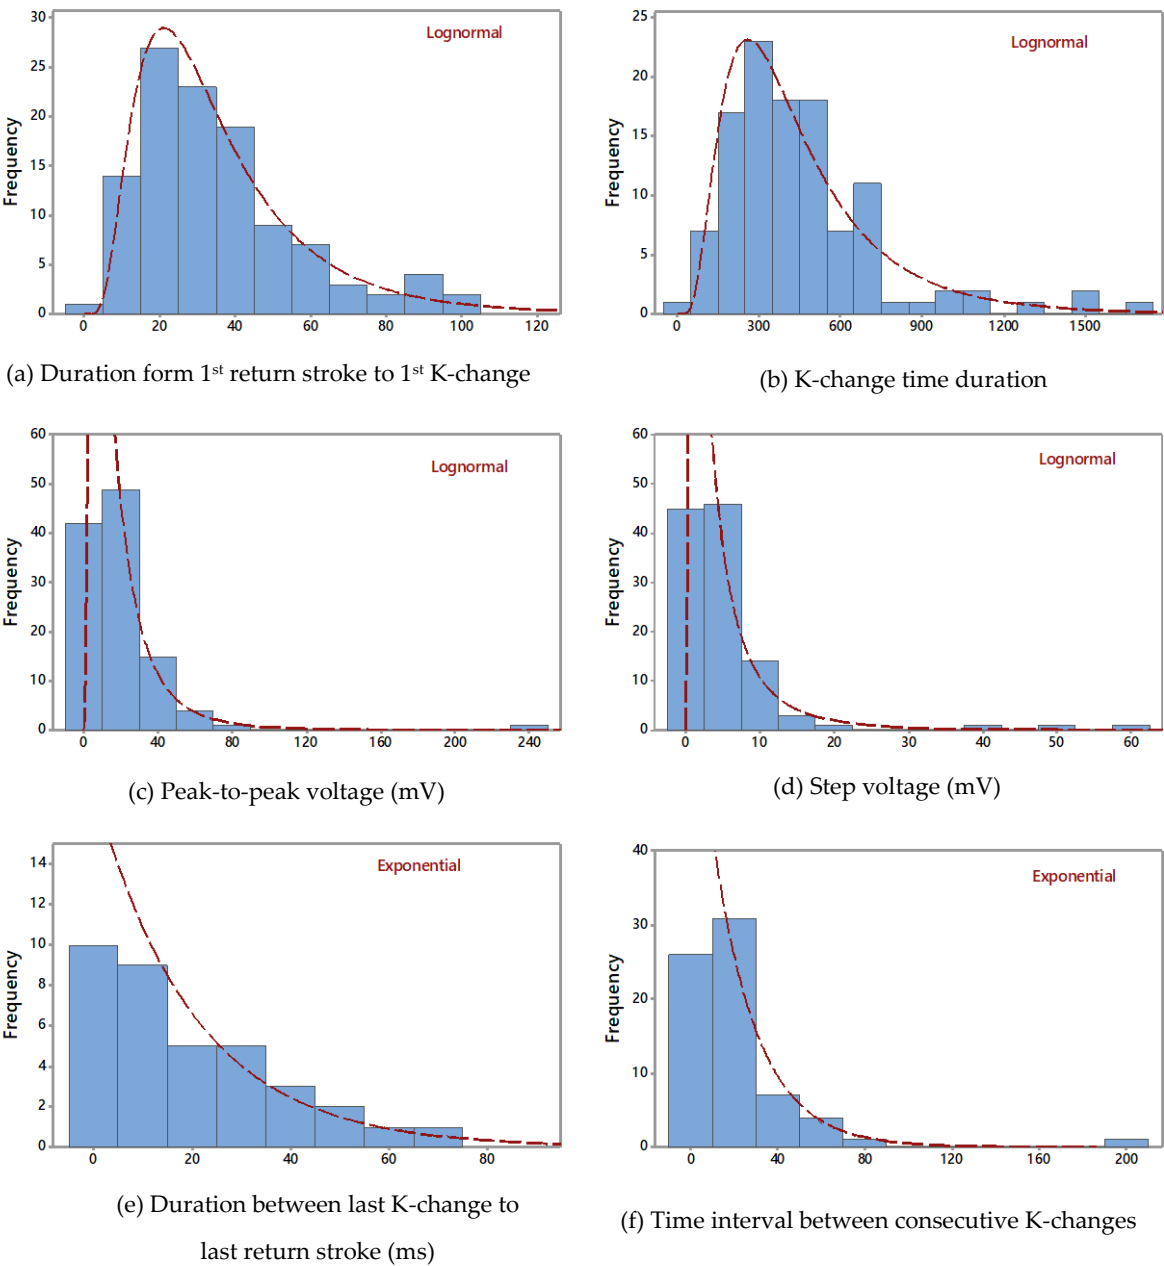 30
25
20
15
10
5
0
Frequency
Lognormal
0 20 40 60 80 100 120
(a) Duration form 1st return stroke to 1st K-change
25
20
15
10
5
0
Frequency
Lognormal
0 300 600 900 1200 1500
(b) K-change time duration
60
50
40
30
20
10
0
Frequency
Lognormal
0 40 80 120 160 200 240
(c) Peak-to-peak voltage (mV)
60
50
40
30
20
10
0
Frequency
Lognormal
0 10 20 30 40 50 60
(d) Step voltage (mV)
14
12
10
8
6
4
2
0
Frequency
Exponential
0 20 40 60 80
(e) Duration between last K-change to
last return stroke (ms)
40
30
20
10
0
Frequency
Exponential
0 40 80 120 160 200
(f) Time interval between consecutive K-changes